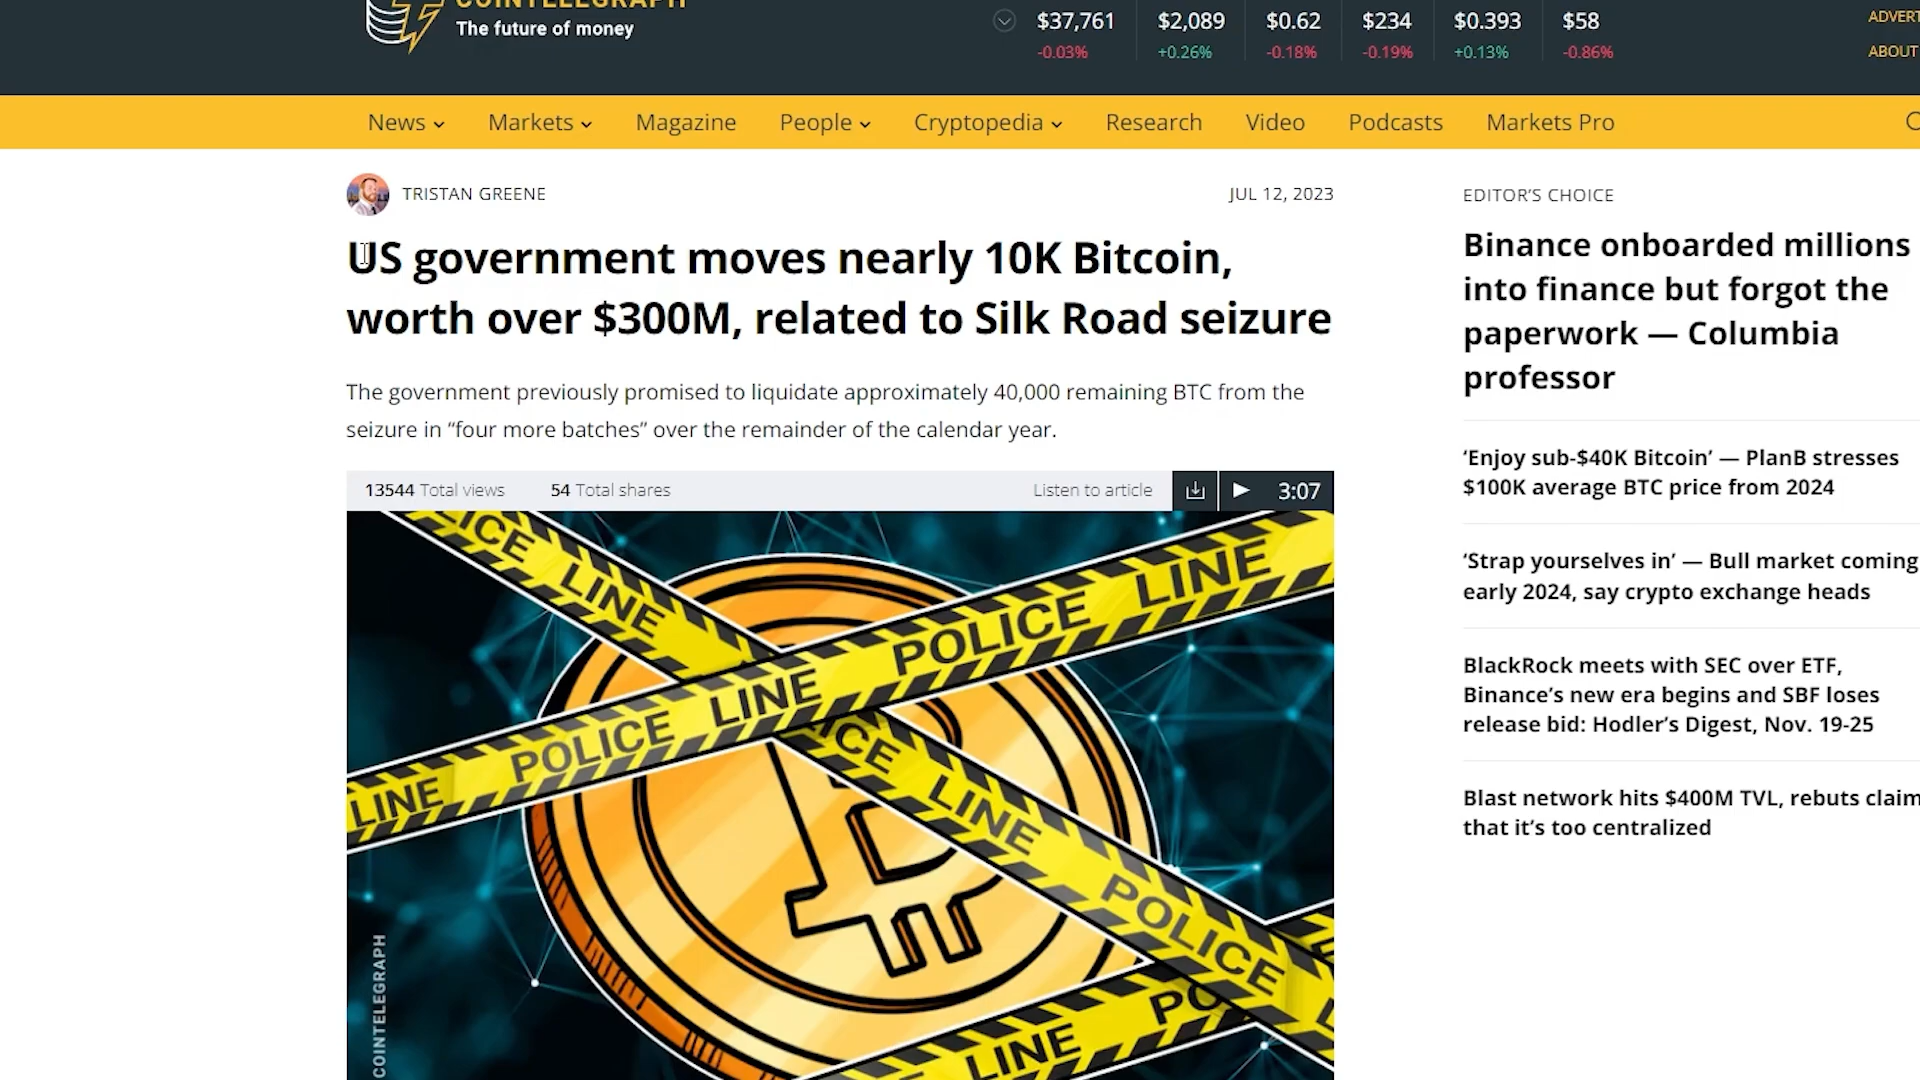 COINTELEGRAPH
The future of money
$37,761 $2,089 $0.62 $234 $0.393 $58
-0.03% +0.26% -0.18% -0.19% +0.13% -0.86%
ABOUT
News Markets Magazine People Cryptopedia Research Video Podcasts Markets Pro
TRISTAN GREENE
JUL 12, 2023
US government moves nearly 10K Bitcoin,
worth over $300M, related to Silk Road seizure
The government previously promised to liquidate approximately 40,000 remaining BTC from the
seizure in “four more batches” over the remainder of the calendar year.
13544 Total views 54 Total shares Listen to article 3:07
LINE
POLICE LINE POLICE LINE
LINE
LINE
POLICE
LINE
COINTELEGRAPH
EDITOR’S CHOICE
Binance onboarded millions
into finance but forgot the
paperwork — Columbia
professor
‘Enjoy sub-$40K Bitcoin’ — PlanB stresses
$100K average BTC price from 2024
‘Strap yourselves in’ — Bull market coming
early 2024, say crypto exchange heads
BlackRock meets with SEC over ETF,
Binance’s new era begins and SBF loses
release bid: Hodler’s Digest, Nov. 19-25
Blast network hits $400M TVL, rebuts claim
that it’s too centralized